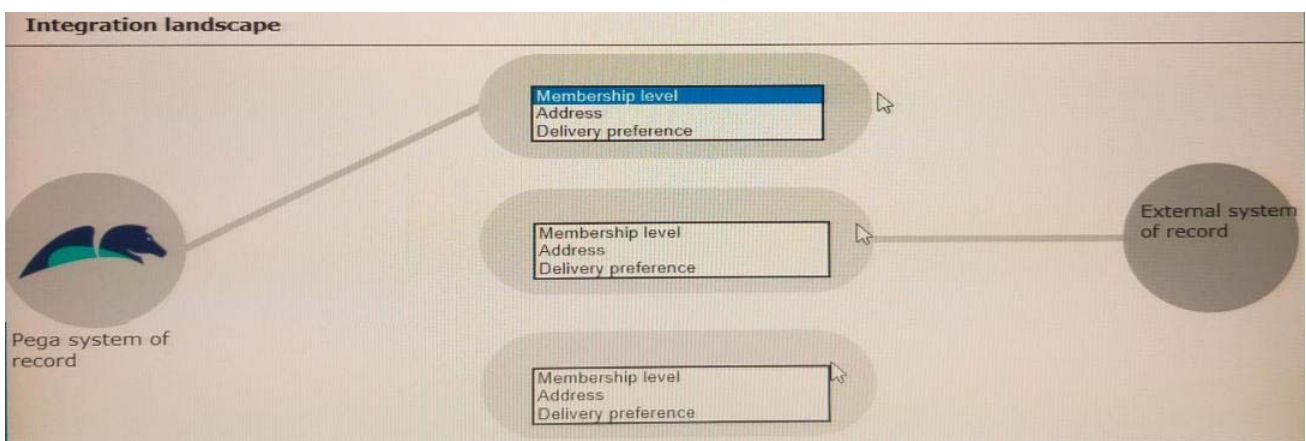 Integration landscape
Membership level
Address
Delivery preference
Membership level
Address
Delivery preference
External system
of record
Pega system of
record
Membership level
Address
Delivery preference